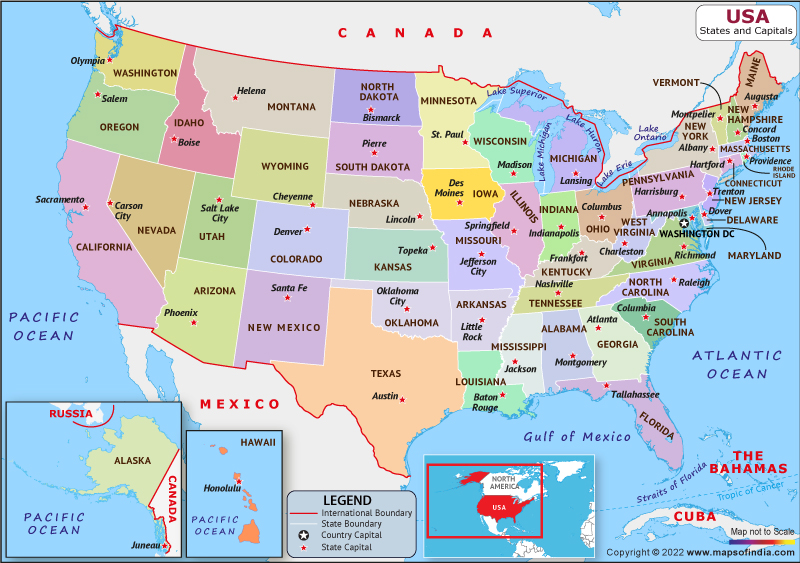 CANADA
USA
States and Capitals
Olympia
WASHINGTON
Salem
OREGON
IDAHO
Boise
Helena
MONTANA
NORTH
DAKOTA
Bismarck
Pierre
SOUTH DAKOTA
MINNESOTA
St. Paul
Lake Superior
WISCONSIN
Madison
Lake Michigan
Lake Huron
MICHIGAN
Lansing
Lake Erie
Lake
Ontario
VERMONT
Montpelier
MAINE
Augusta
NEW
HAMPSHIRE
Concord
Boston
MASSACHUSETTS
NEW
YORK
Albany
Hartford
Providence
RHODE
ISLAND
CONNECTICUT
PENNSYLVANIA
Harrisburg
Trenton
NEW JERSEY
Dover
DELAWARE
Annapolis
WASHINGTON DC
MARYLAND
WYOMING
Cheyenne
NEBRASKA
Lincoln
Des
Moines
IOWA
ILLINOIS
Springfield
INDIANA
Indianapolis
Columbus
OHIO
WEST
VIRGINIA
Charleston
Richmond
VIRGINIA
Sacramento
Carson
City
NEVADA
CALIFORNIA
Salt Lake
City
UTAH
Denver
COLORADO
Topeka
KANSAS
MISSOURI
Jefferson
City
Frankfort
KENTUCKY
Nashville
TENNESSEE
NORTH
CAROLINA
Raleigh
Columbia
SOUTH
CAROLINA
ARIZONA
Phoenix
Santa Fe
NEW MEXICO
Oklahoma
City
OKLAHOMA
ARKANSAS
Little
Rock
MISSISSIPPI
Jackson
ALABAMA
Montgomery
Atlanta
GEORGIA
TEXAS
Austin
LOUISIANA
Baton
Rouge
Tallahassee
FLORIDA
PACIFIC
OCEAN
ATLANTIC
OCEAN
MEXICO
Gulf of Mexico
Straits of Florida
THE
BAHAMAS
Tropic of Cancer
CUBA
RUSSIA
ALASKA
CANADA
PACIFIC
OCEAN
Juneau
HAWAII
Honolulu
PACIFIC
OCEAN
LEGEND
International Boundary
State Boundary
Country Capital
State Capital
NORTH
AMERICA
USA
Map not to Scale
Copyright © 2022 www.mapsofindia.com